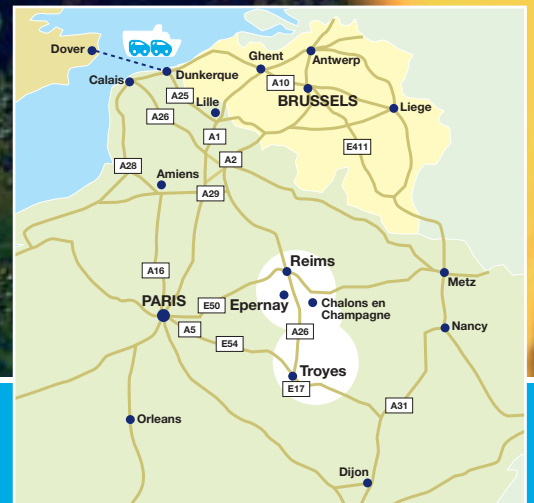 Dover
Calais
Dunkerque
Ghent
Antwerp
A10
BRUSSELS
Liege
A25
Lille
A26
A1
E411
A28
A2
Amiens
A29
A16
Reims
Metz
PARIS
E50
Epernay
Chalons en
Champagne
A5
A26
Nancy
E54
Troyes
E17
A31
Orleans
Dijon